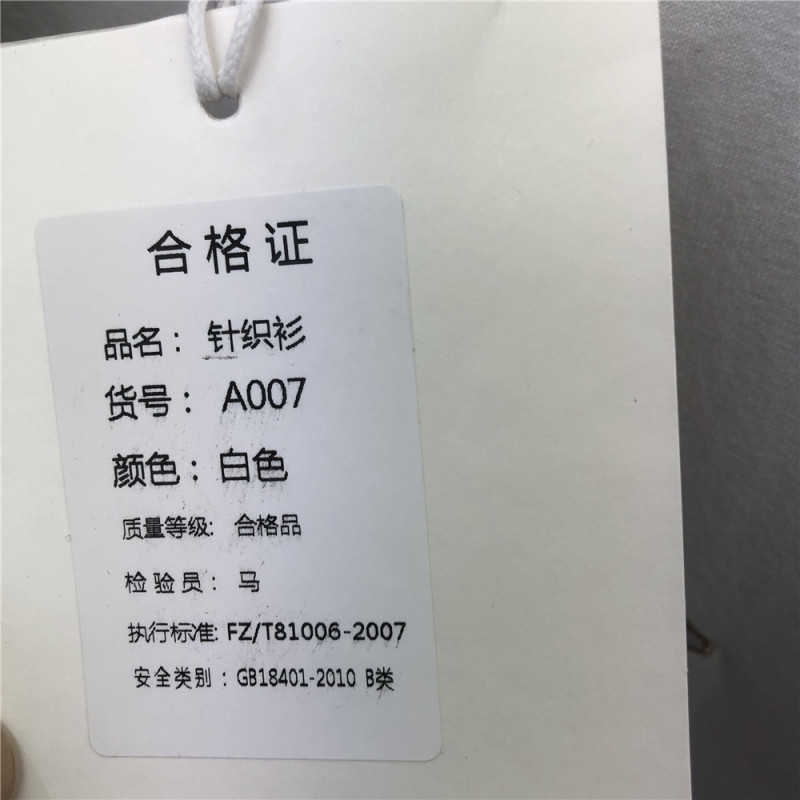 合格证
品名：针织衫
货号：A007
颜色：白色
质量等级:合格品
检验员：马
执行标准:FZ/T81006-2007
安全类别：GB18401-2010 B类